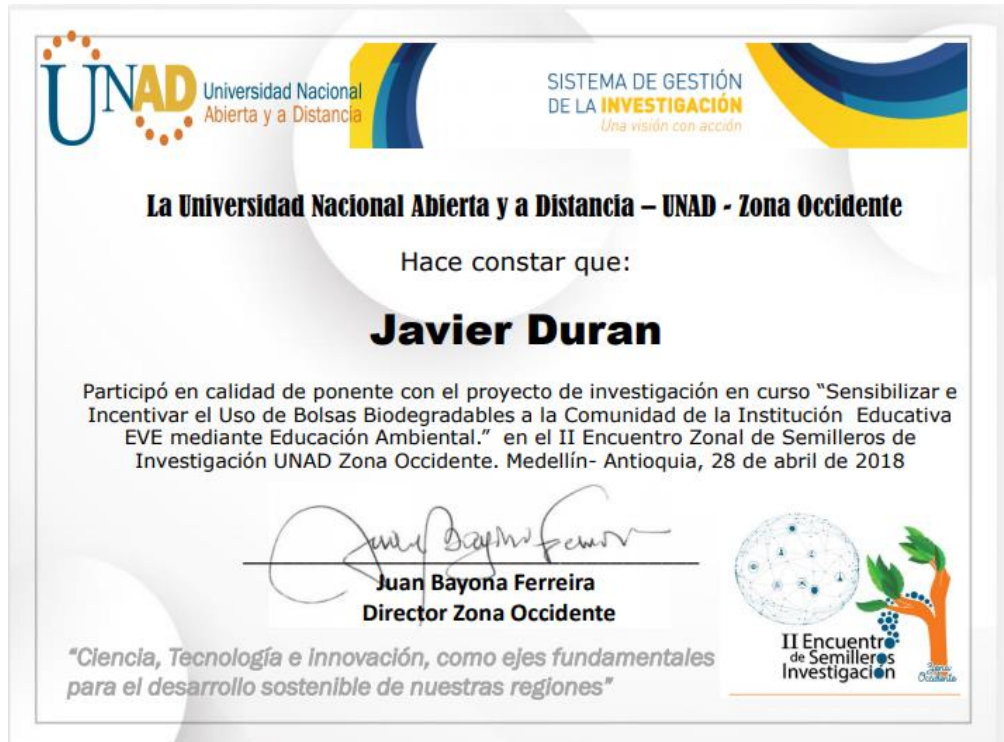 UNAD
Universidad Nacional
Abierta y a Distancia
SISTEMA DE GESTIÓN
DE LA INVESTIGACIÓN
Una visión con acción
La Universidad Nacional Abierta y a Distancia – UNAD - Zona Occidente
Hace constar que:
Javier Duran
Participó en calidad de ponente con el proyecto de investigación en curso “Sensibilizar e
Incentivar el Uso de Bolsas Biodegradables a la Comunidad de la Institución Educativa
EVE mediante Educación Ambiental.” en el II Encuentro Zonal de Semilleros de
Investigación UNAD Zona Occidente. Medellín- Antioquia, 28 de abril de 2018
Juan Bayona Ferreira
Juan Bayona Ferreira
Director Zona Occidente
“Ciencia, Tecnología e innovación, como ejes fundamentales
para el desarrollo sostenible de nuestras regiones”
II Encuentro
de Semilleros
Investigación
Zona
Occidente